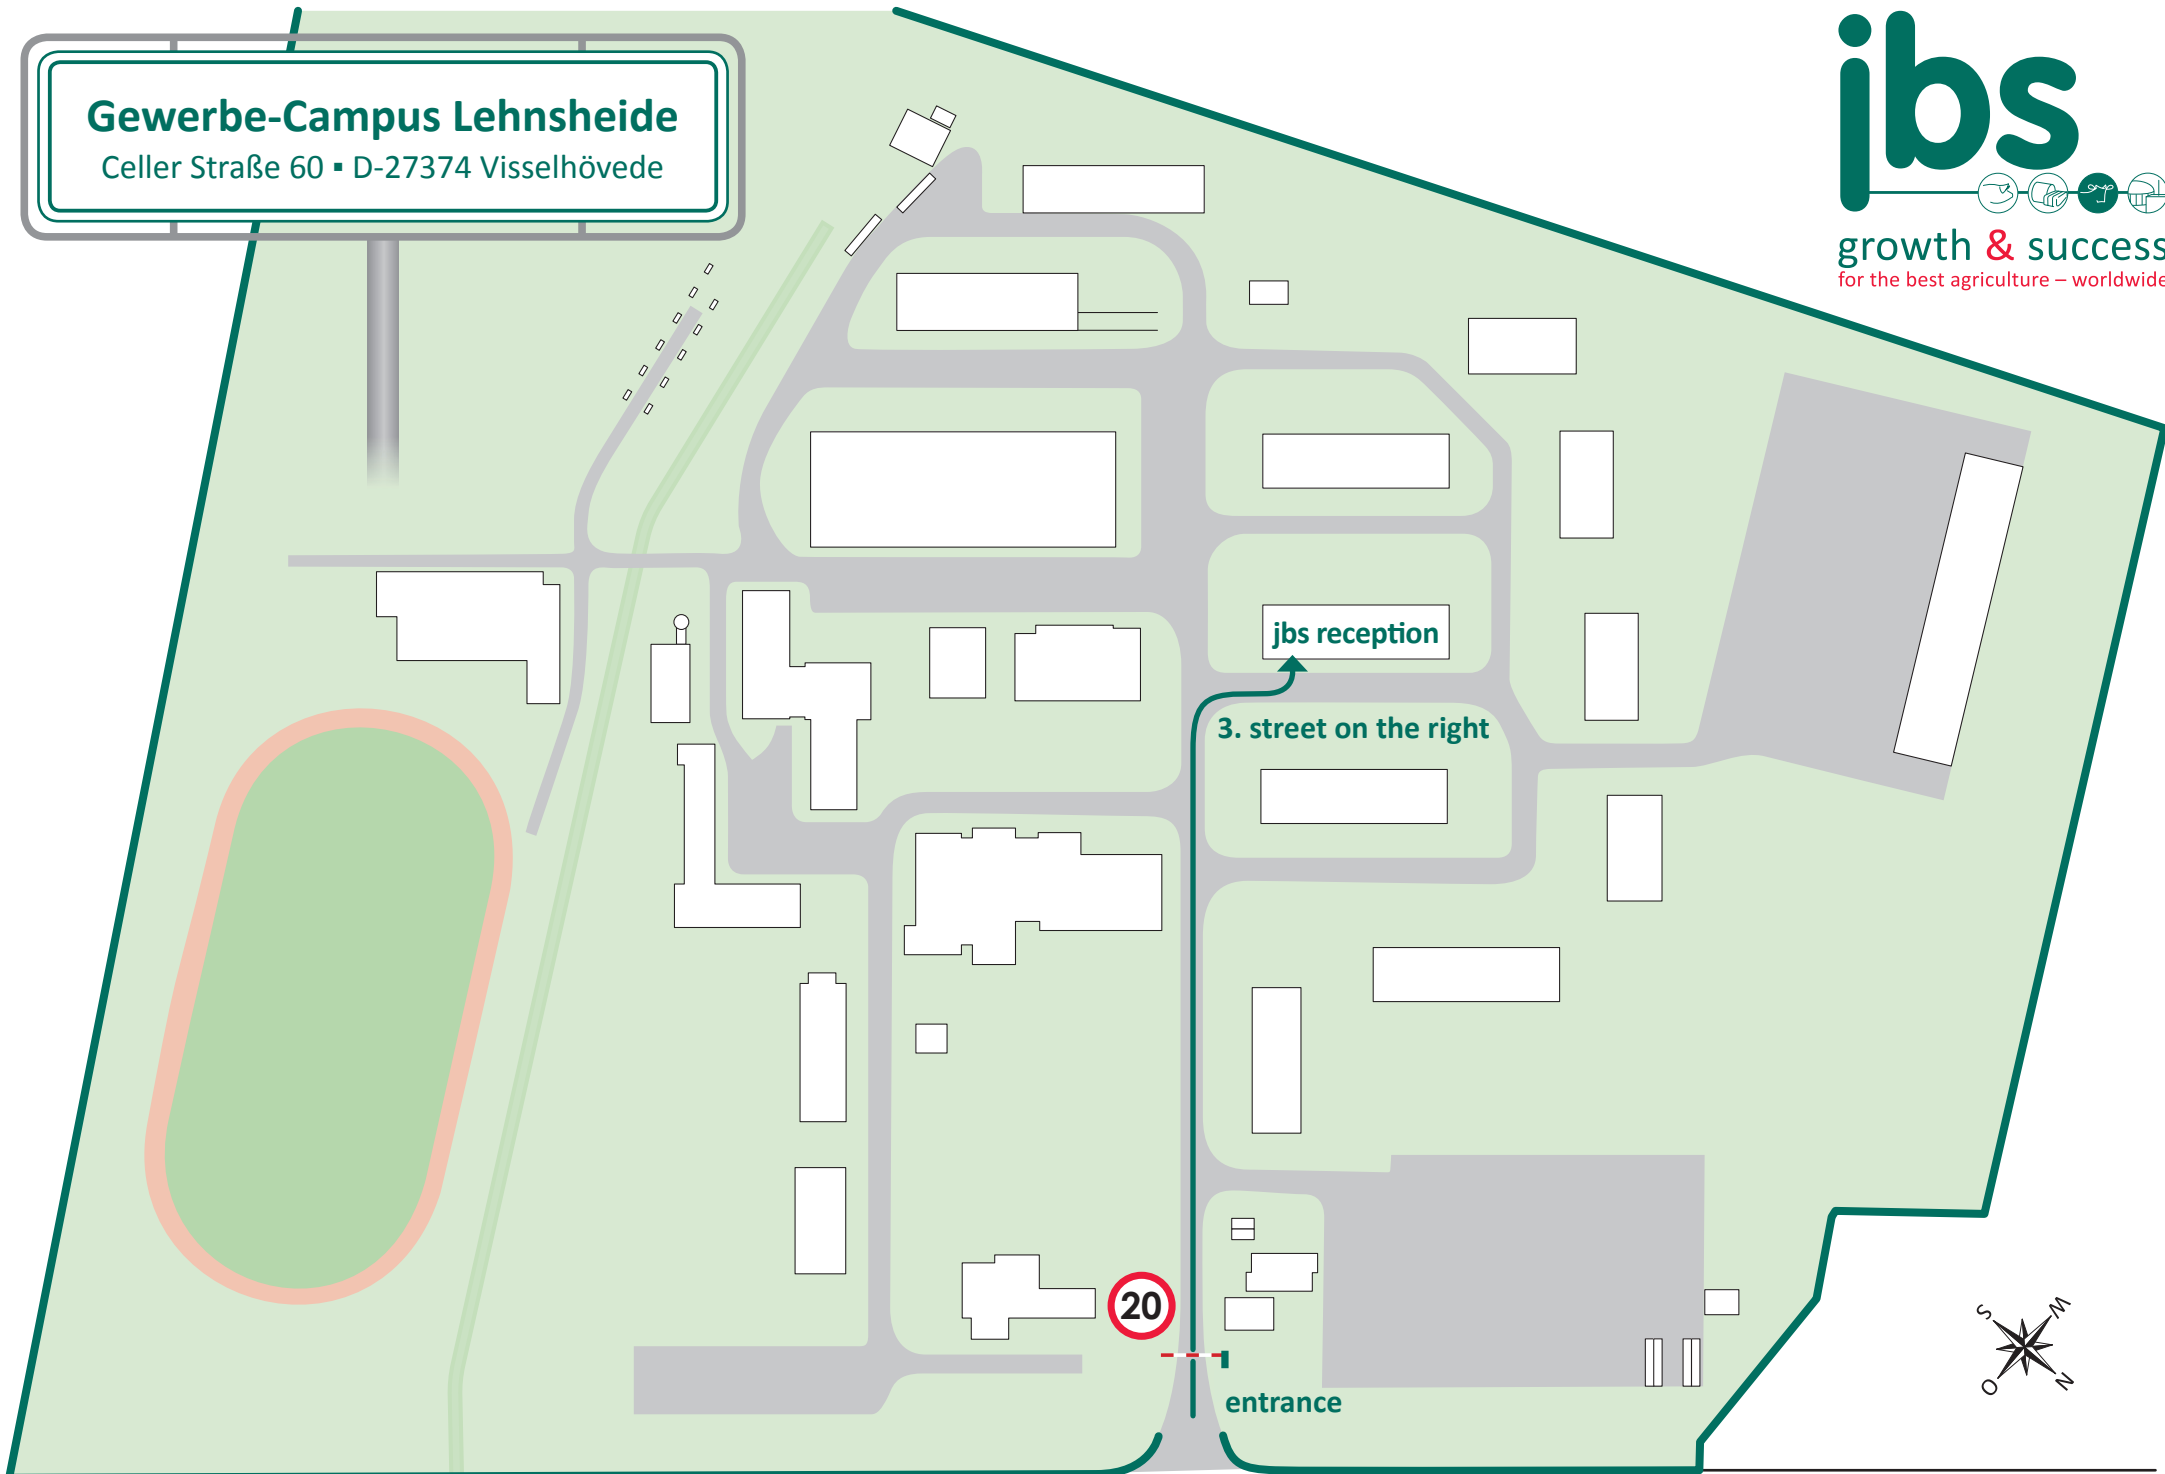 Gewerbe-Campus Lehnsheide
Celler Straße 60 ▪ D-27374 Visselhövede
jbs
growth & success
for the best agriculture – worldwide
jbs reception
3. street on the right
20
entrance
S
W
O
N